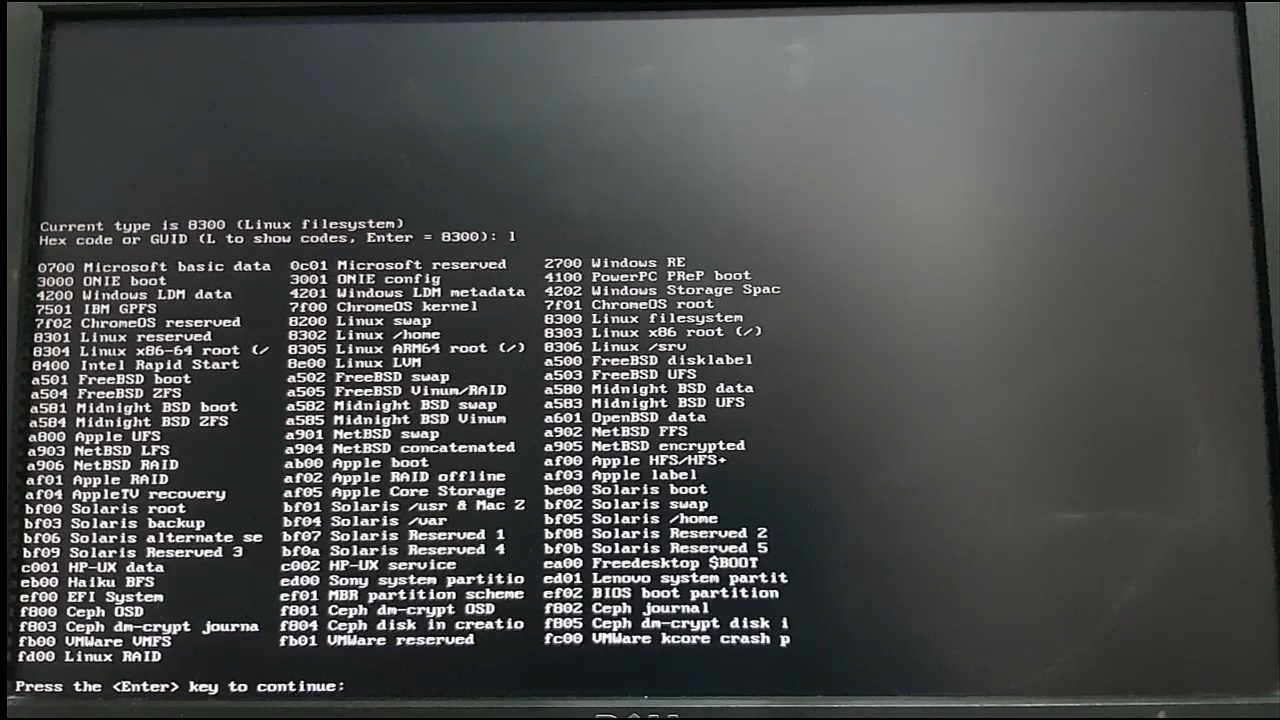 Current type is 8300 (Linux filesystem)
Hex code or GUID (L to show codes, Enter = 8300): l
0700 Microsoft basic data 0c01 Microsoft reserved 2700 Windows RE
3000 ONIE boot 3001 ONIE config 4100 PowerPC PReP boot
4200 Windows LDM data 4201 Windows LDM metadata 4202 Windows Storage Spac
7501 IBM GPFS 7f00 ChromeOS kernel 7f01 ChromeOS root
7f02 ChromeOS reserved 8200 Linux swap 8300 Linux filesystem
8301 Linux reserved 8302 Linux /home 8303 Linux x86 root (/)
8304 Linux x86-64 root (/ 8305 Linux ARM64 root (/) 8306 Linux /srv
8400 Intel Rapid Start 8e00 Linux LVM a500 FreeBSD disklabel
a501 FreeBSD boot a502 FreeBSD swap a503 FreeBSD UFS
a504 FreeBSD ZFS a505 FreeBSD Vinum/RAID a580 Midnight BSD data
a581 Midnight BSD boot a582 Midnight BSD swap a583 Midnight BSD UFS
a584 Midnight BSD ZFS a585 Midnight BSD Vinum a601 OpenBSD data
a800 Apple UFS a901 NetBSD swap a902 NetBSD FFS
a903 NetBSD LFS a904 NetBSD concatenated a905 NetBSD encrypted
a906 NetBSD RAID ab00 Apple boot af00 Apple HFS/HFS+
af01 Apple RAID af02 Apple RAID offline af03 Apple label
af04 AppleTV recovery af05 Apple Core Storage be00 Solaris boot
bf00 Solaris root bf01 Solaris /usr & Mac Z bf02 Solaris swap
bf03 Solaris backup bf04 Solaris /var bf05 Solaris /home
bf06 Solaris alternate se bf07 Solaris Reserved 1 bf08 Solaris Reserved 2
bf09 Solaris Reserved 3 bf0a Solaris Reserved 4 bf0b Solaris Reserved 5
c001 HP-UX data c002 HP-UX service ea00 Freedesktop $BOOT
eb00 Haiku BFS ed00 Sony system partitio ed01 Lenovo system partit
ef00 EFI System ef01 MBR partition scheme ef02 BIOS boot partition
f800 Ceph OSD f801 Ceph dm-crypt OSD f802 Ceph journal
f803 Ceph dm-crypt journa f804 Ceph disk in creatio f805 Ceph dm-crypt disk i
fb00 VMWare VMFS fb01 VMWare reserved fc00 VMWare kcore crash p
fd00 Linux RAID
Press the <Enter> key to continue: